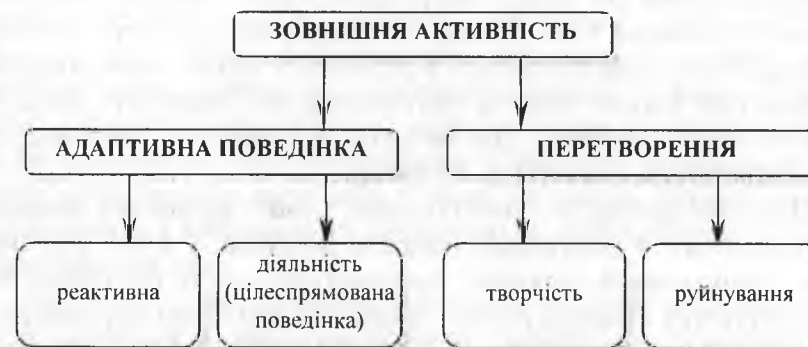 ЗОВНІШНЯ АКТИВНІСТЬ
АДАПТИВНА ПОВЕДІНКА
ПЕРЕТВОРЕННЯ
реактивна
діяльність
(цілеспрямована
поведінка)
творчість
руйнування